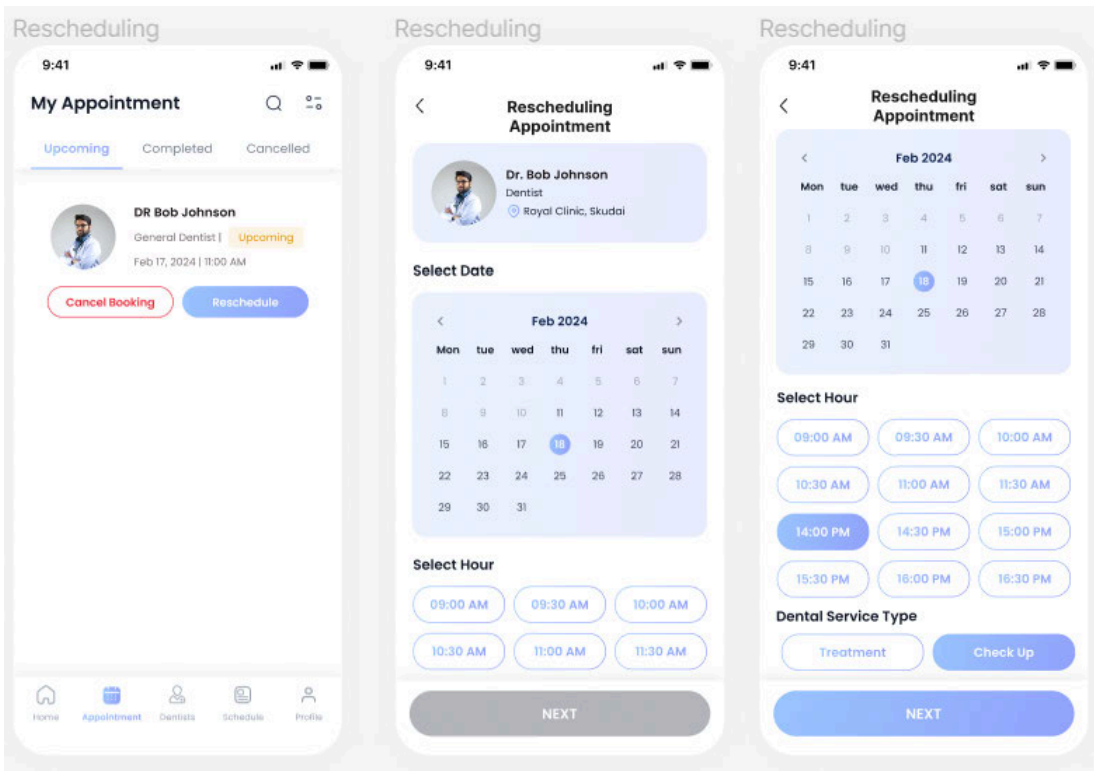 Rescheduling
9:41
My Appointment
Upcoming Completed Cancelled
DR Bob Johnson
General Dentist | Upcoming
Feb 17, 2024 | 11:00 AM
Cancel Booking Reschedule
Home Appointment Dentists Schedule Profile
Rescheduling
9:41
Rescheduling
Appointment
Dr. Bob Johnson
Dentist
Royal Clinic, Skudai
Select Date
< Feb 2024 >
Mon tue wed thu fri sat sun
1 2 3 4 5 6 7
8 9 10 11 12 13 14
15 16 17 18 19 20 21
22 23 24 25 26 27 28
29 30 31
Select Hour
09:00 AM 09:30 AM 10:00 AM
10:30 AM 11:00 AM 11:30 AM
NEXT
Rescheduling
9:41
Rescheduling
Appointment
< Feb 2024 >
Mon tue wed thu fri sat sun
1 2 3 4 5 6 7
8 9 10 11 12 13 14
15 16 17 18 19 20 21
22 23 24 25 26 27 28
29 30 31
Select Hour
09:00 AM 09:30 AM 10:00 AM
10:30 AM 11:00 AM 11:30 AM
14:00 PM 14:30 PM 15:00 PM
15:30 PM 16:00 PM 16:30 PM
Dental Service Type
Treatment Check Up
NEXT